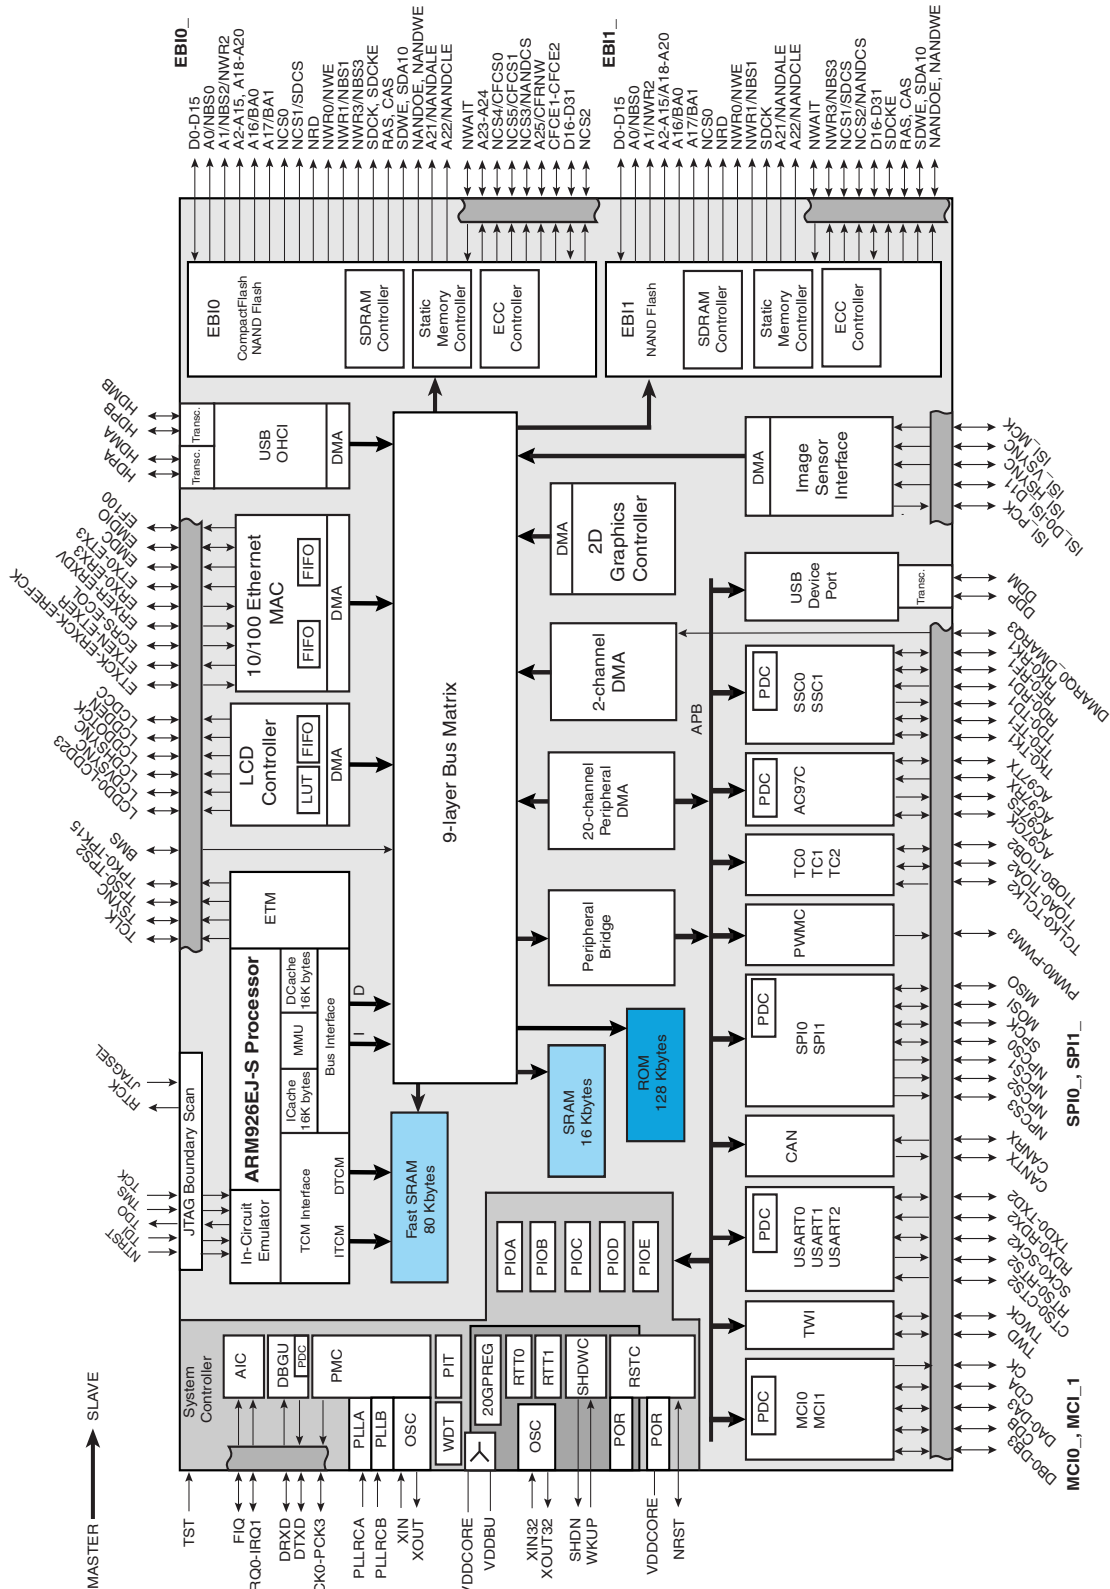 MASTER
SLAVE
EBI0_
D0-D15
A0/NBS0
A1/NBS2/NWR2
A2-A15, A18-A20
A16/BA0
A17/BA1
NCS0
NCS1/SDCS
NRD
NWR0/NWE
NWR1/NBS1
NWR3/NBS3
SDCK, SDCKE
RAS, CAS
SDWE, SDA10
NANDOE, NANDWE
A21/NANDALE
A22/NANDCLE
NWAIT
A23-A24
NCS4/CFCS0
NCS5/CFCS1
NCS3/NANDCS
A25/CFRNW
CFCE1-CFCE2
D16-D31
NCS2
EBI1_
D0-D15
A0/NBS0
A1/NWR2
A2-A15/A18-A20
A16/BA0
A17/BA1
NCS0
NRD
NWR0/NWE
NWR1/NBS1
SDCK
A21/NANDALE
A22/NANDCLE
NWAIT
NWR3/NBS3
NCS1/SDCS
NCS2/NANDCS
D16-D31
SDCKE
RAS, CAS
SDWE, SDA10
NANDOE, NANDWE
EBI0
CompactFlash
NAND Flash
SDRAM
Controller
Static
Memory
Controller
ECC
Controller
EBI1
NAND Flash
SDRAM
Controller
Static
Memory
Controller
ECC
Controller
HDPA
HDMA
HDPB
HDMB
Transc.
Transc.
USB
OHCI
DMA
ETXCK-ERXCK-EREFCK
ETXEN-ETXER
ECRS-ECOL
ERXER-ERXDV
ERX0-ERX3
ETX0-ETX3
EMDC
EMDIO
EF100
10/100 Ethernet
MAC
FIFO
FIFO
DMA
LCDD0-LCDD23
LCDVSYNC
LCDHSYNC
LCDDOTCK
LCDDEN
LCDCC
LCD
Controller
LUT
FIFO
DMA
TCLK
TSYNC
TPS0-TPS2
TPK0-TPK15
BMS
ETM
RTCK
JTAGSEL
JTAG Boundary Scan
NTRST
TDI
TDO
TMS
TCK
ARM926EJ-S Processor
In-Circuit
Emulator
TCM Interface
ITCM
DTCM
ICache
16K bytes
MMU
DCache
16K bytes
Bus Interface
I
D
9-layer Bus Matrix
Fast SRAM
80 Kbytes
SRAM
16 Kbytes
ROM
128 Kbytes
Peripheral
Bridge
20-channel
Peripheral
DMA
2-channel
DMA
DMA
2D
Graphics
Controller
DMA
Image
Sensor
Interface
ISI_PCK
ISI_D0-ISI_D11
ISI_HSYNC
ISI_VSYNC
ISI_MCK
APB
USB
Device
Port
Transc.
DDP
DDM
DMARQ0_DMARQ3
PDC
SSC0
SSC1
TK0-TK1
TF0-TF1
TD0-TD1
RD0-RD1
RF0-RF1
RK0-RK1
PDC
AC97C
AC97CK
AC97FS
AC97RX
AC97TX
TC0
TC1
TC2
TCLK0-TCLK2
TIOA0-TIOA2
TIOB0-TIOB2
PWMC
PWM0-PWM3
PDC
SPI0
SPI1
NPCS3
NPCS2
NPCS1
NPCS0
SPCK
MOSI
MISO
SPI0_, SPI1_
CAN
CANTX
CANRX
PDC
USART0
USART1
USART2
CTS0-CTS2
RTS0-RTS2
SCK0-SCK2
RDX0-RDX2
TXD0-TXD2
TWI
TWD
TWCK
PDC
MCI0
MCI1
DB0-DB3
CDB
DA0-DA3
CDA
CK
MCI0_, MCI_1
System
Controller
AIC
DBGU
PDC
PMC
PLLA
PLLB
OSC
PIT
WDT
20GPREG
RTT0
RTT1
OSC
SHDWC
RSTC
POR
POR
PIOA
PIOB
PIOC
PIOD
PIOE
TST
FIQ
RQ0-IRQ1
DRXD
DTXD
CK0-PCK3
PLLRCA
PLLRCB
XIN
XOUT
VDDCORE
VDDBU
XIN32
XOUT32
SHDN
WKUP
VDDCORE
NRST